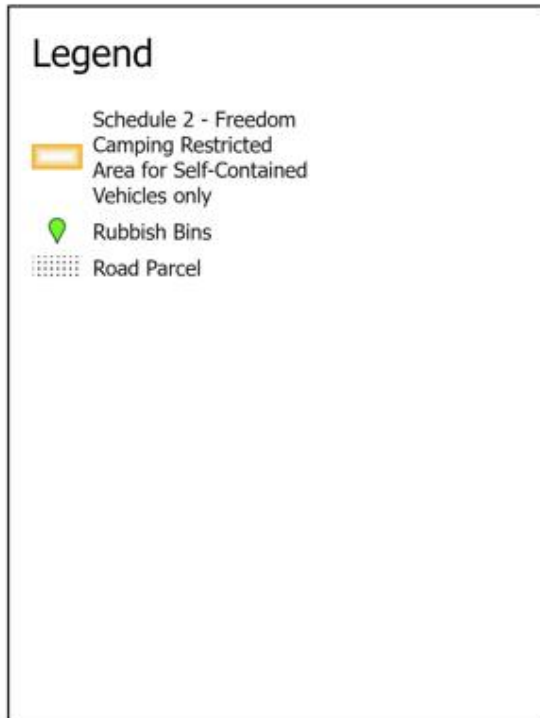 Legend
Schedule 2 - Freedom
Camping Restricted
Area for Self-Contained
Vehicles only
Rubbish Bins
Road Parcel